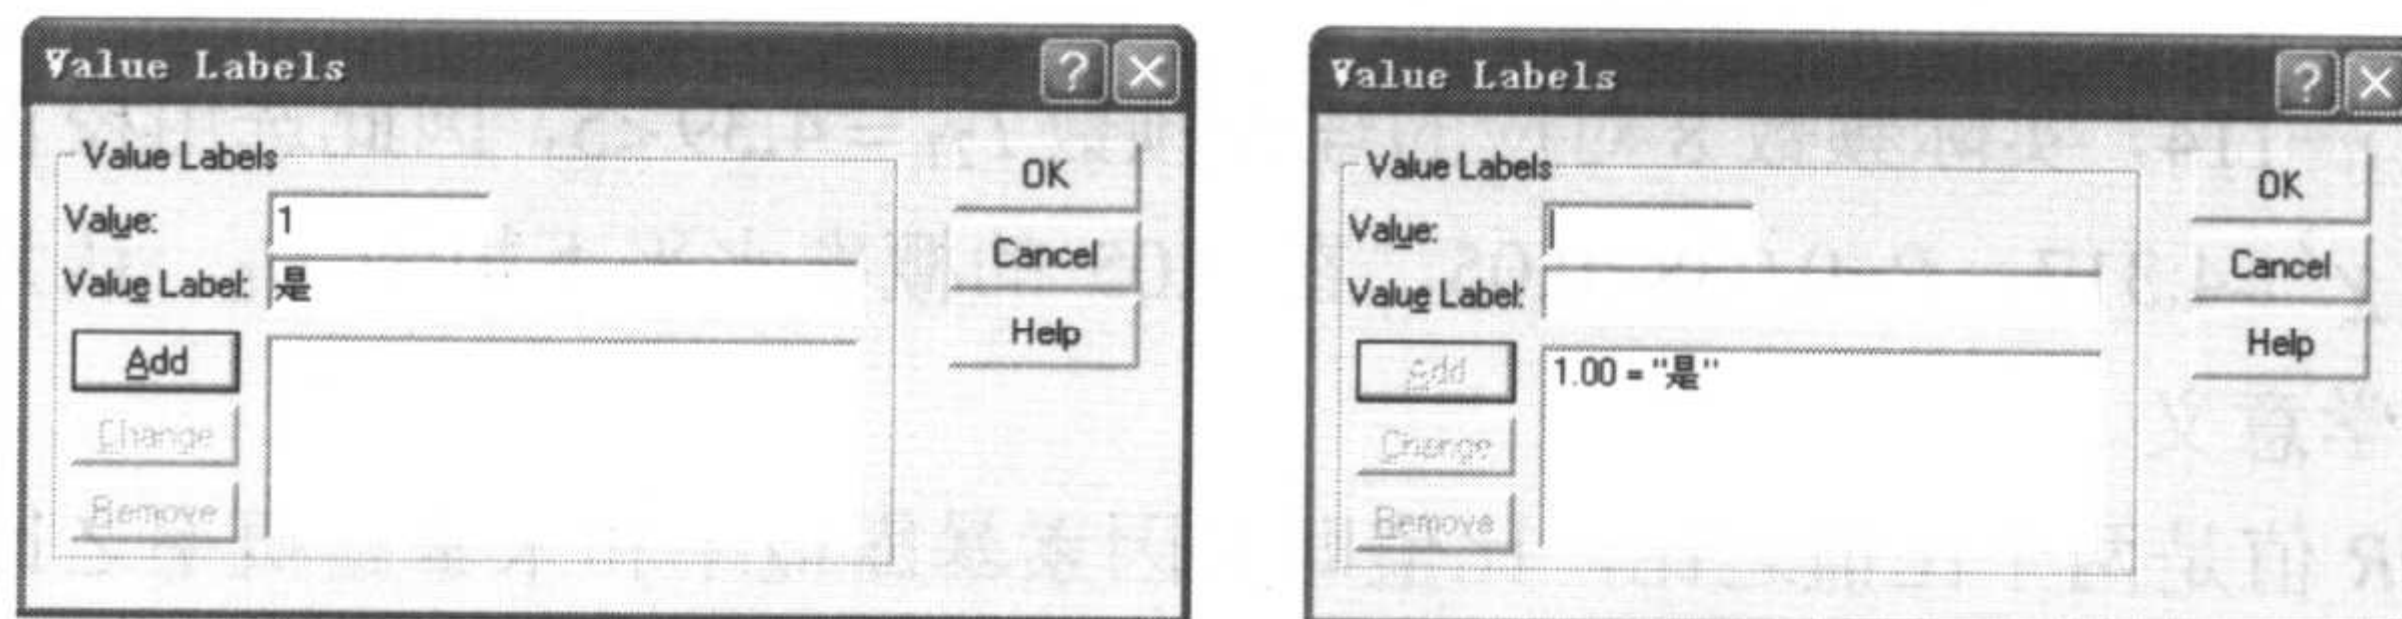 Value Labels
Value Labels
Value: 1
Value Label: 是
Add
Change
Remove
OK
Cancel
Help
Value Labels
Value Labels
Value:
Value Label:
Add
1.00 = "是"
Change
Remove
OK
Cancel
Help